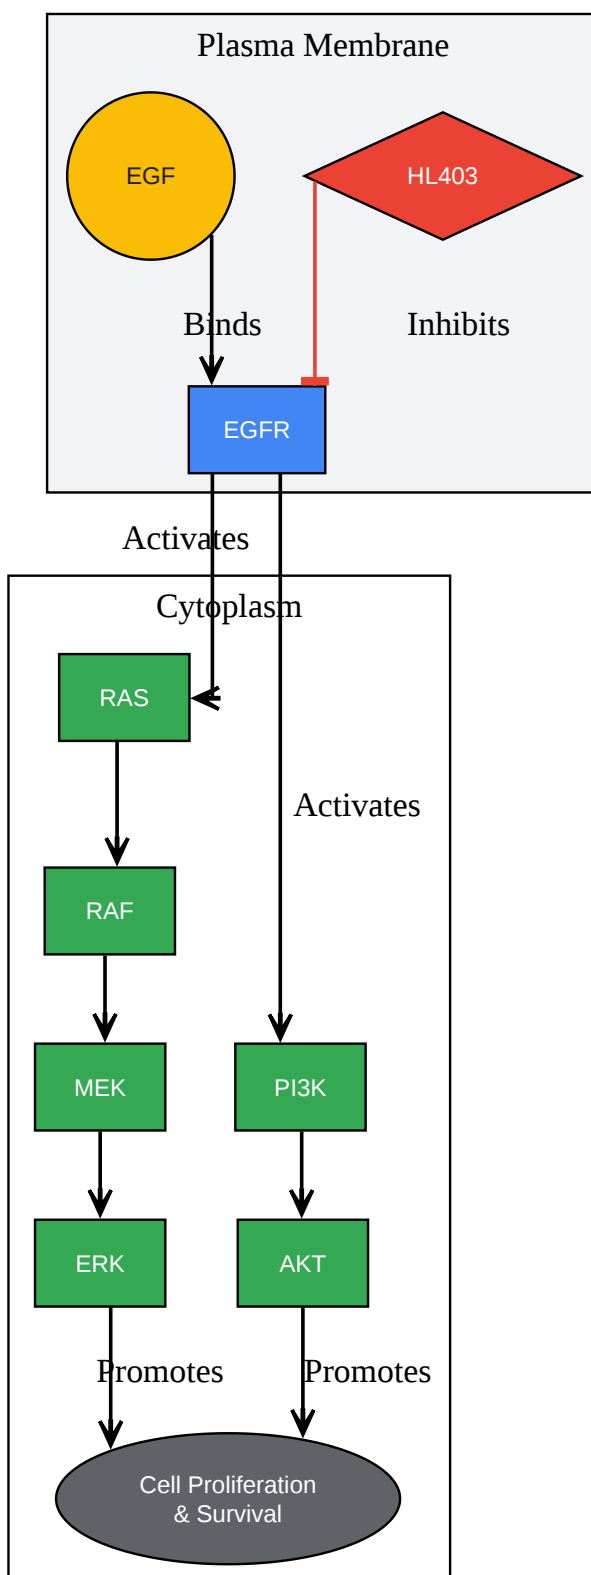 Plasma Membrane
EGF
HL403
Binds
Inhibits
EGFR
Activates
Cytoplasm
RAS
Activates
RAF
MEK
PI3K
ERK
AKT
Promotes
Promotes
Cell Proliferation
& Survival